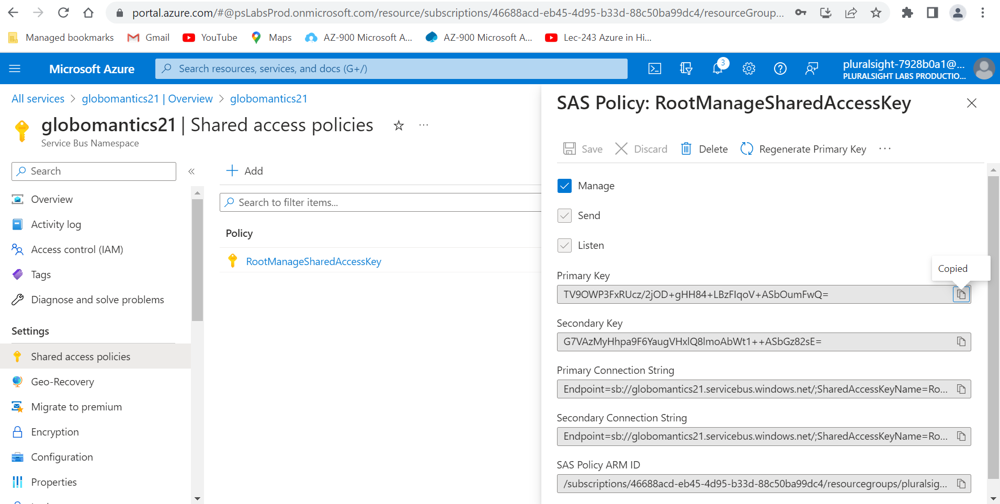 portal.azure.com/#@psLabsProd.onmicrosoft.com/resource/subscriptions/46688acd-eb45-4d95-b33d-88c50ba99dc4/resourceGroup...
Managed bookmarks
Gmail
YouTube
Maps
AZ-900 Microsoft A...
AZ-900 Microsoft A...
Lec-243 Azure in Hi...
Microsoft Azure
Search resources, services, and docs (G+/)
3
pluralsight-7928b0a1@...
PLURALSIGHT LABS PRODUCTIO...
All services > globomantics21 | Overview > globomantics21
globomantics21 | Shared access policies
...
Service Bus Namespace
Search
«
Overview
Activity log
Access control (IAM)
Tags
Diagnose and solve problems
Settings
Shared access policies
Geo-Recovery
Migrate to premium
Encryption
Configuration
Properties
Add
Search to filter items...
Policy
RootManageSharedAccessKey
SAS Policy: RootManageSharedAccessKey
Save
Discard
Delete
Regenerate Primary Key
...
Manage
Send
Listen
Copied
Primary Key
TV9OWP3FxRUcz/2jOD+gHH84+LBzFIqoV+ASbOumFwQ=
Secondary Key
G7VAzMyHhpa9F6YaugVHxlQ8lmoAbWt1++ASbGz82sE=
Primary Connection String
Endpoint=sb://globomantics21.servicebus.windows.net/;SharedAccessKeyName=Ro...
Secondary Connection String
Endpoint=sb://globomantics21.servicebus.windows.net/;SharedAccessKeyName=Ro...
SAS Policy ARM ID
/subscriptions/46688acd-eb45-4d95-b33d-88c50ba99dc4/resourcegroups/pluralsig...